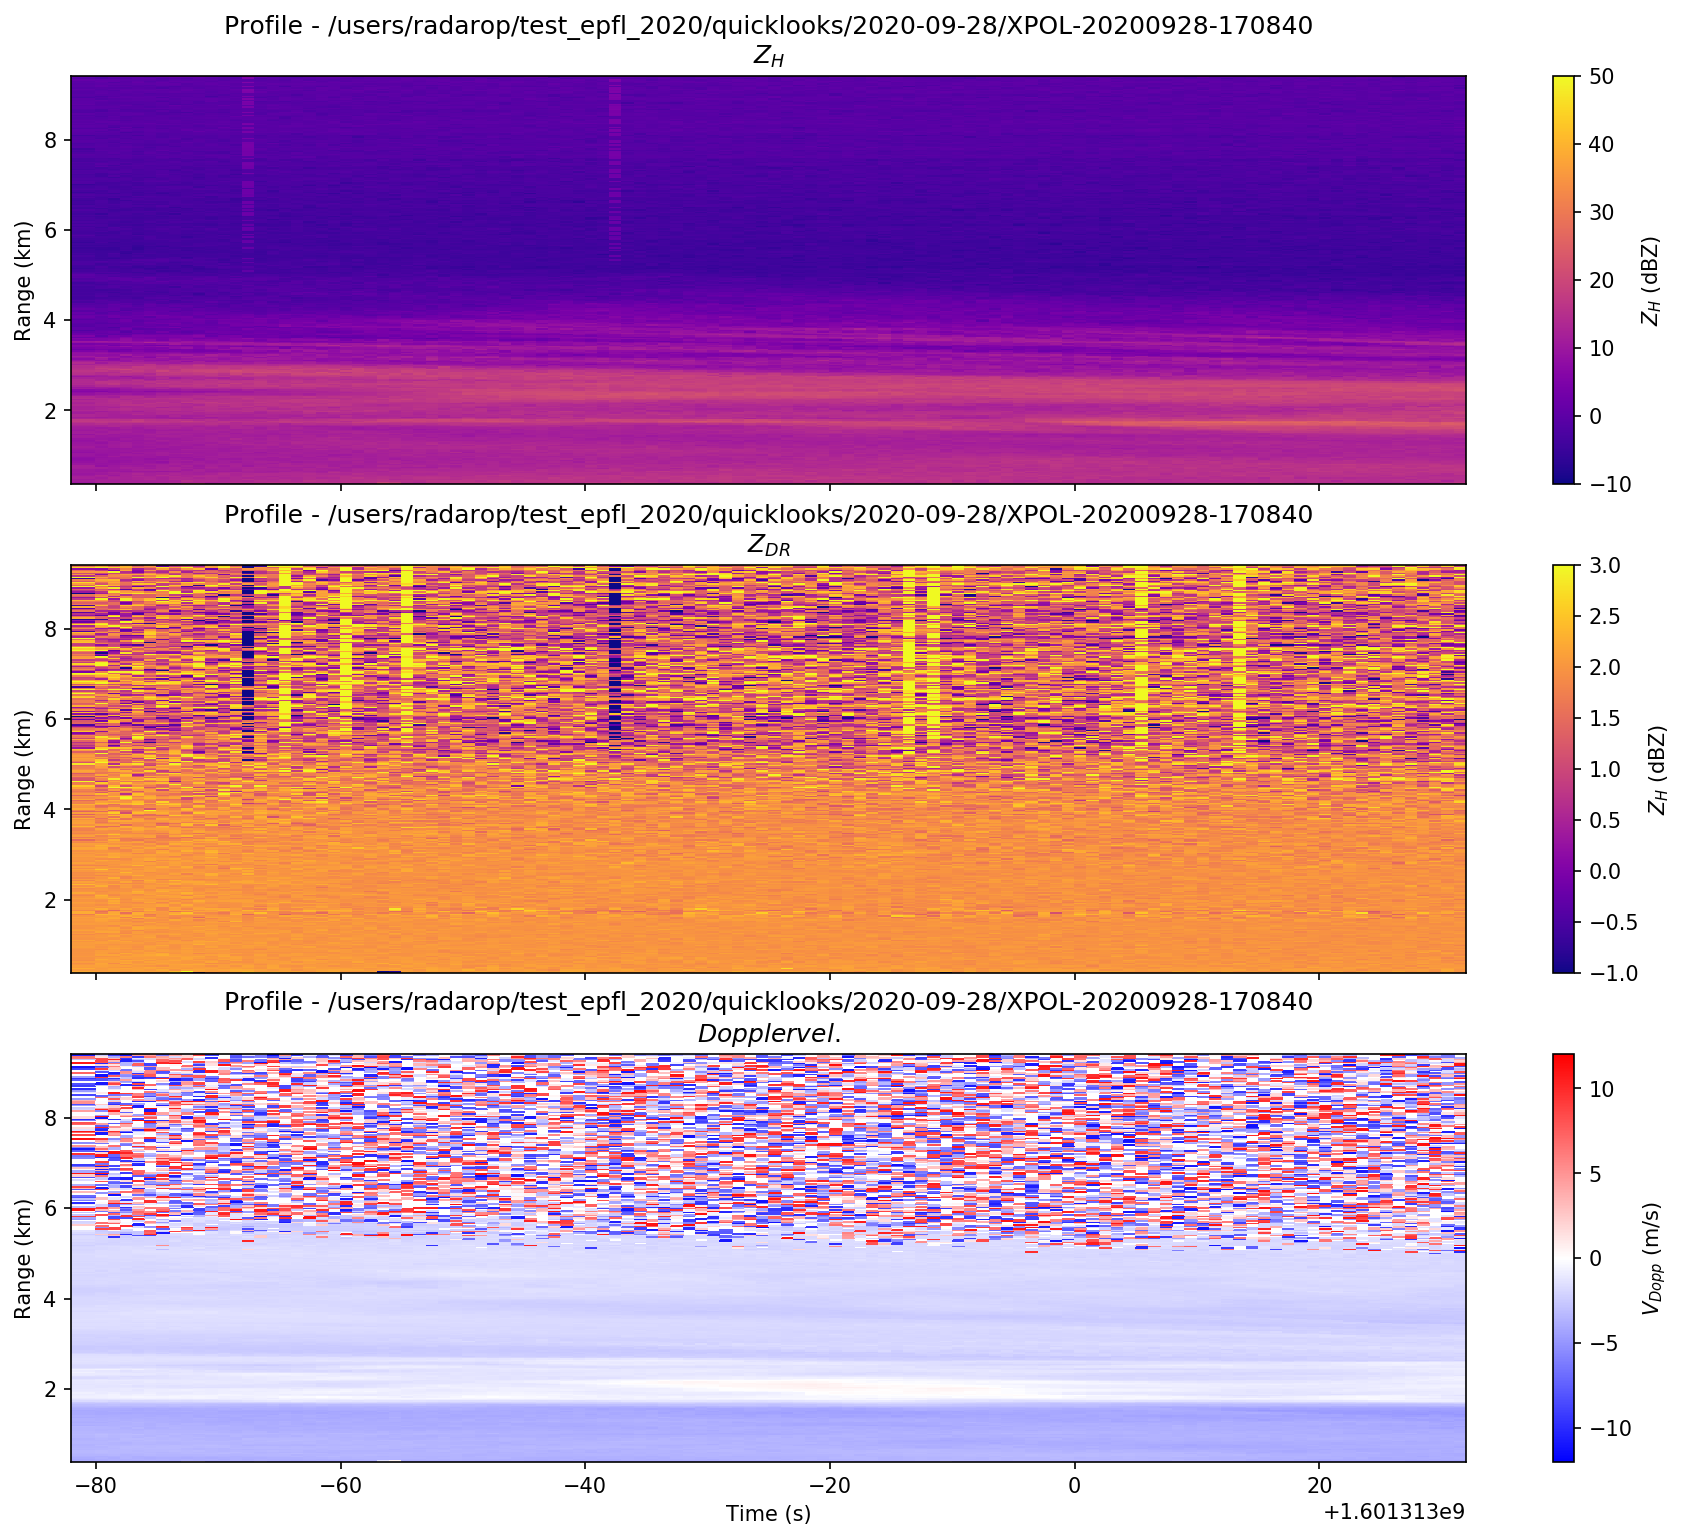 Profile - /users/radarop/test_epfl_2020/quicklooks/2020-09-28/XPOL-20200928-170840
Z_H
8
6
4
2
Range (km)
50
40
30
20
10
0
−10
Z_H (dBZ)
Profile - /users/radarop/test_epfl_2020/quicklooks/2020-09-28/XPOL-20200928-170840
Z_DR
8
6
4
2
Range (km)
3.0
2.5
2.0
1.5
1.0
0.5
0.0
−0.5
−1.0
Z_H (dBZ)
Profile - /users/radarop/test_epfl_2020/quicklooks/2020-09-28/XPOL-20200928-170840
Dopplervel.
8
6
4
2
Range (km)
−80 −60 −40 −20 0 20
Time (s)
+1.601313e9
10
5
0
−5
−10
V_Dopp (m/s)